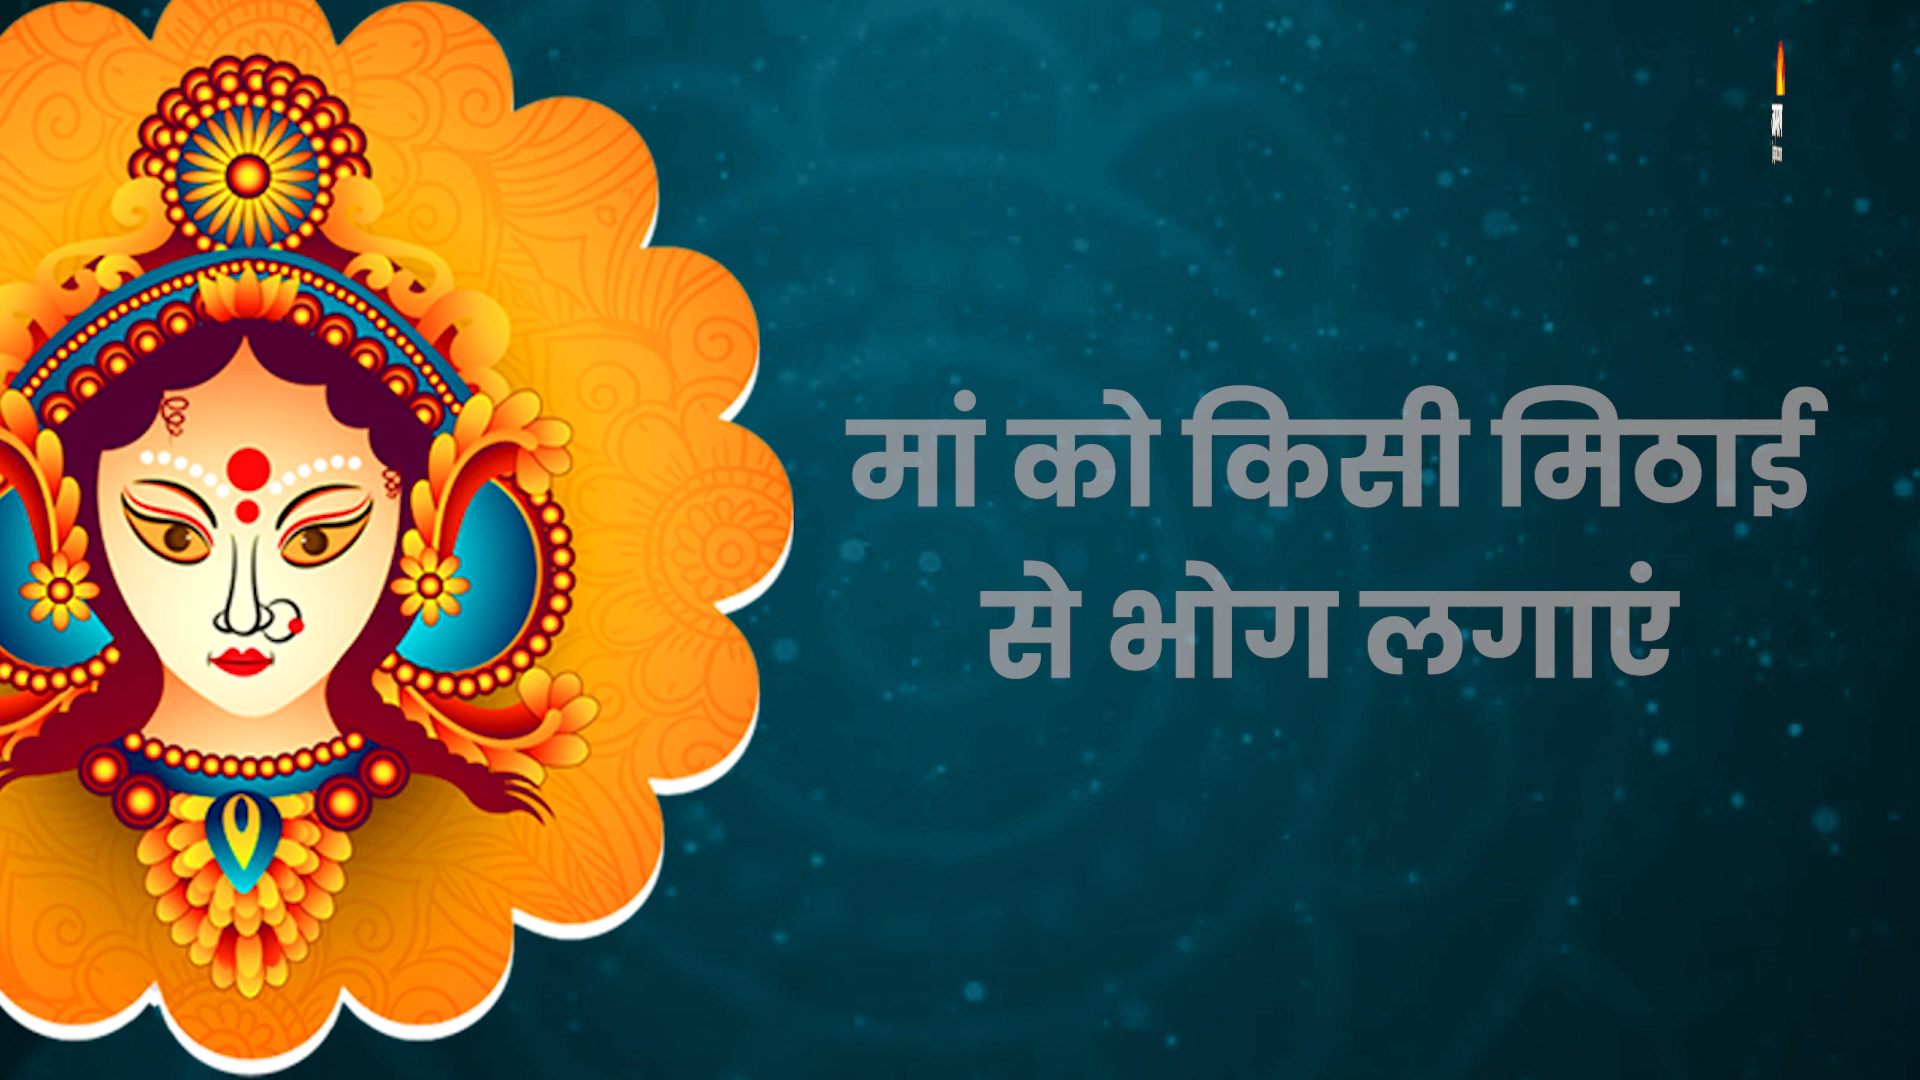 मां को किसी मिठाई
से भोग लगाएं